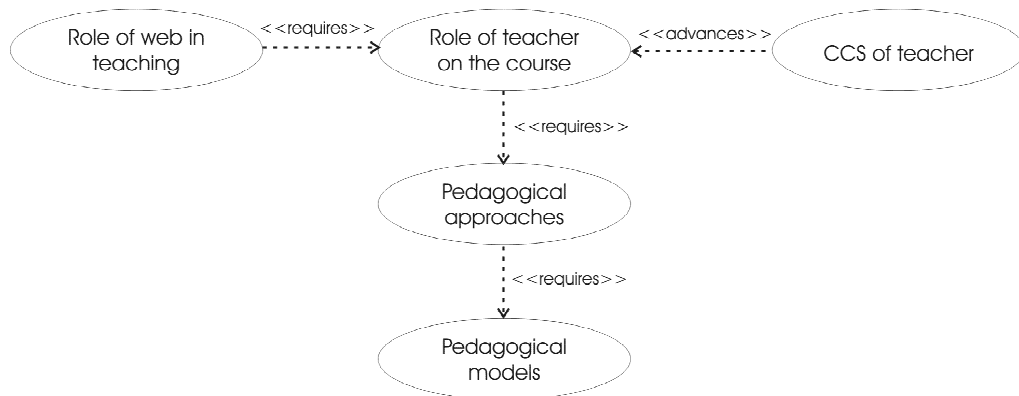 Role of web in
teaching
<<requires>>
Role of teacher
on the course
<<advances>>
CCS of teacher
<<requires>>
Pedagogical
approaches
<<requires>>
Pedagogical
models